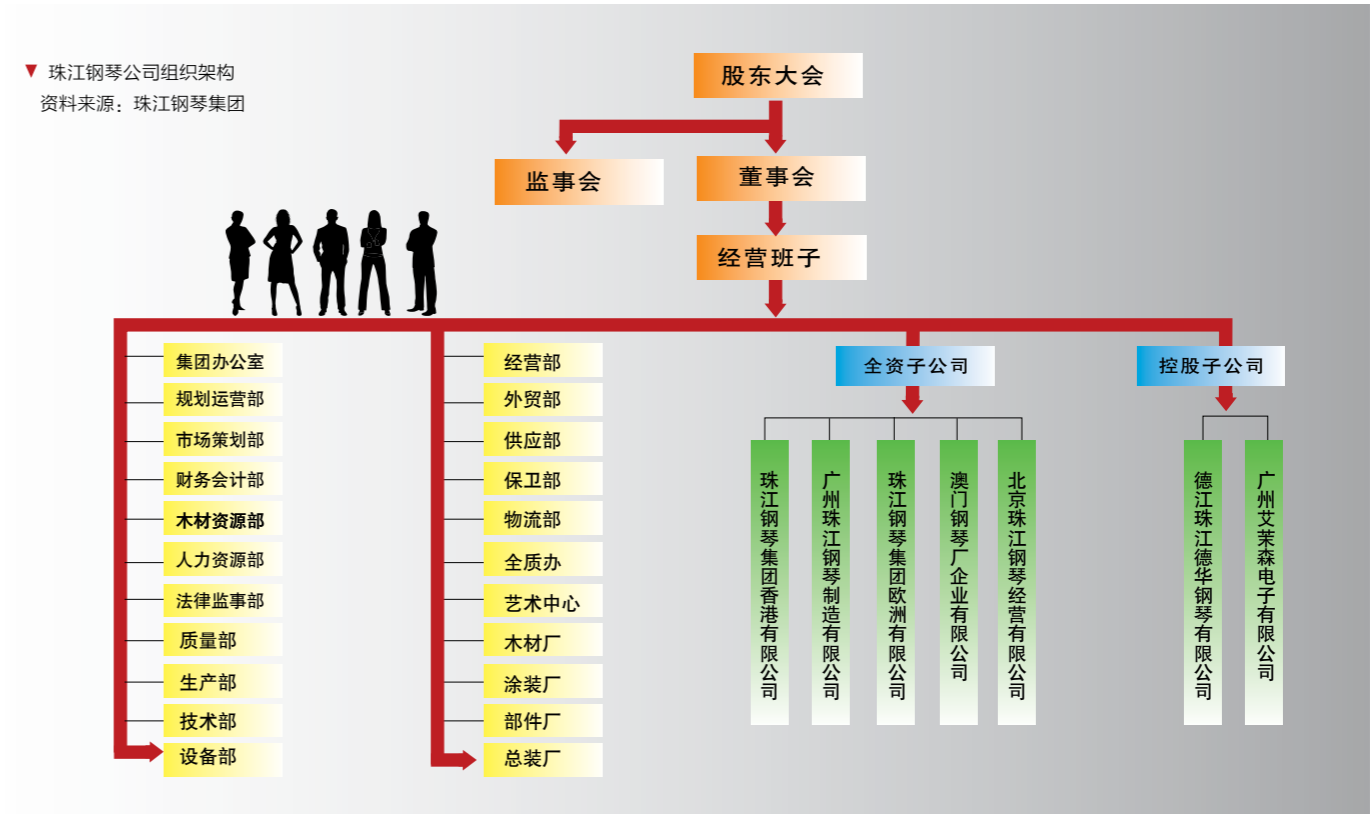 珠江钢琴公司组织架构
资料来源：珠江钢琴集团
股东大会
监事会
董事会
经营班子
集团办公室
规划运营部
市场策划部
财务会计部
木材资源部
人力资源部
法律监事部
质量部
生产部
技术部
设备部
经营部
外贸部
供应部
保卫部
物流部
全质办
艺术中心
木材厂
涂装厂
部件厂
总装厂
全资子公司
珠江钢琴集团香港有限公司
广州珠江钢琴制造有限公司
珠江钢琴集团欧洲有限公司
澳门钢琴厂企业有限公司
北京珠江钢琴经营有限公司
控股子公司
德江珠江德华钢琴有限公司
广州艾茉森电子有限公司